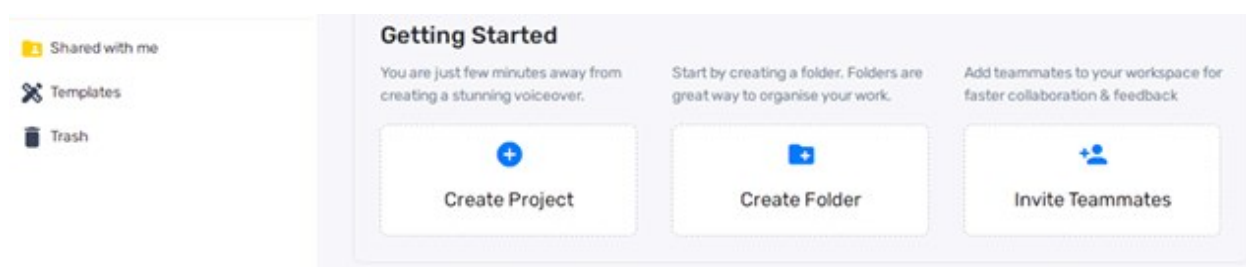 Shared with me
Templates
Trash
Getting Started
You are just few minutes away from
creating a stunning voiceover.
Create Project
Start by creating a folder. Folders are
great way to organise your work.
Create Folder
Add teammates to your workspace for
faster collaboration & feedback
Invite Teammates